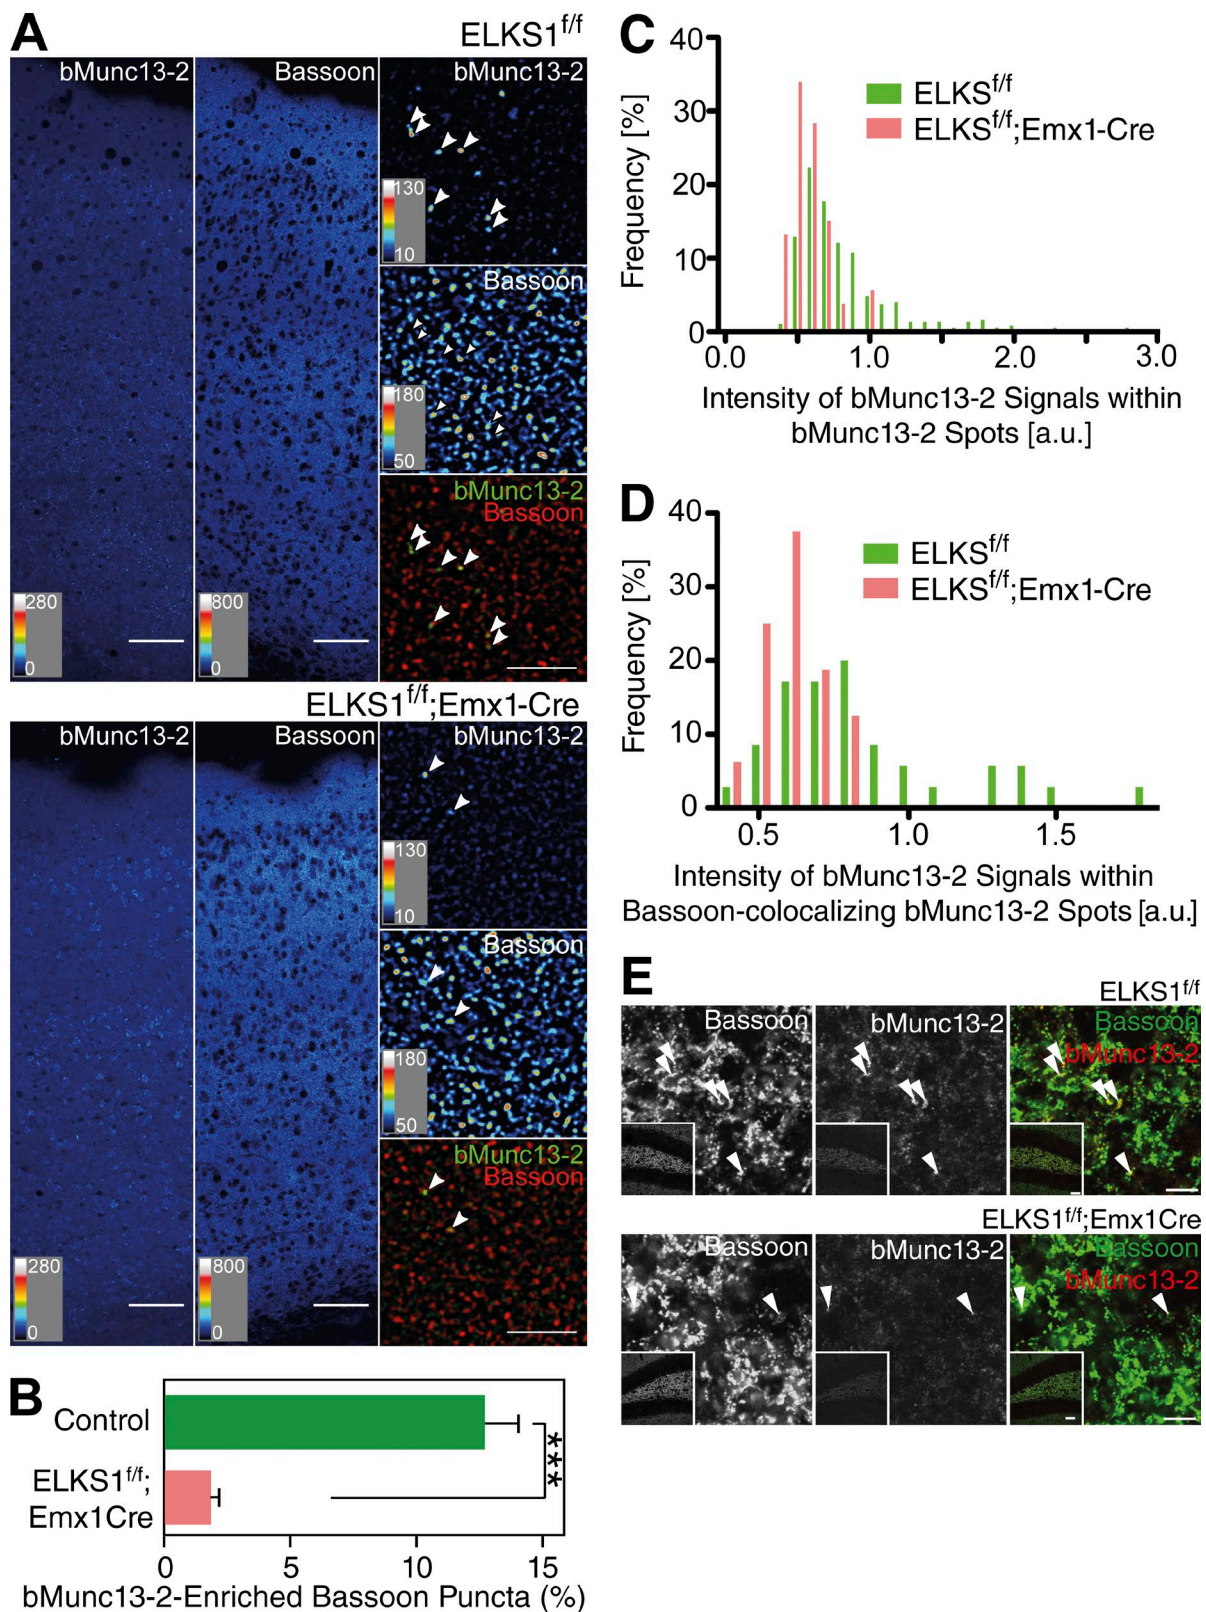 A
ELKS1f/f
bMunc13-2
Bassoon
bMunc13-2
130
10
Bassoon
180
50
bMunc13-2
Bassoon
280
0
800
0
ELKS1f/f;Emx1-Cre
bMunc13-2
Bassoon
bMunc13-2
130
10
Bassoon
180
50
bMunc13-2
Bassoon
280
0
800
0
B
Control
ELKS1f/f;
Emx1Cre
***
0 5 10 15
bMunc13-2-Enriched Bassoon Puncta (%)
C
Frequency [%]
40
30
20
10
0
ELKSf/f
ELKSf/f;Emx1-Cre
0.0 1.0 2.0 3.0
Intensity of bMunc13-2 Signals within
bMunc13-2 Spots [a.u.]
D
Frequency [%]
40
30
20
10
0
ELKSf/f
ELKSf/f;Emx1-Cre
0.5 1.0 1.5
Intensity of bMunc13-2 Signals within
Bassoon-colocalizing bMunc13-2 Spots [a.u.]
E
ELKS1f/f
Bassoon
bMunc13-2
Bassoon
bMunc13-2
ELKS1f/f;Emx1Cre
Bassoon
bMunc13-2
Bassoon
bMunc13-2